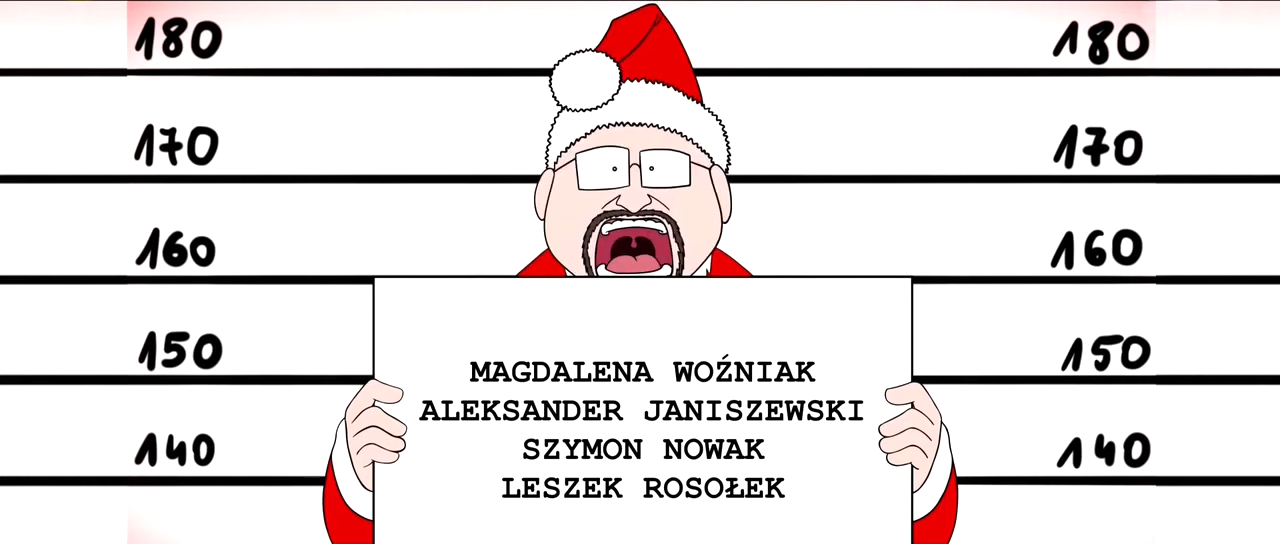 180 180
170 170
160 160
150 150
140 140
MAGDALENA WOŹNIAK
ALEKSANDER JANISZEWSKI
SZYMON NOWAK
LESZEK ROSOŁEK